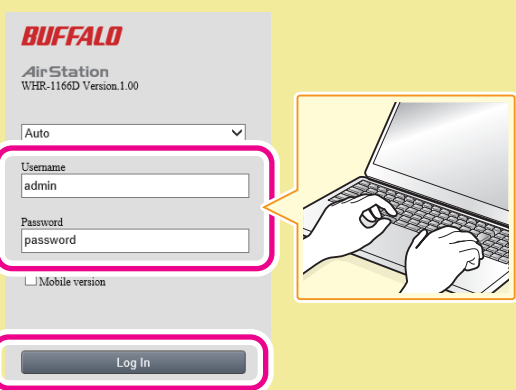 BUFFALO
AirStation
WHR-1166D Version.1.00
Auto
Username
admin
Password
password
Mobile version
Log In